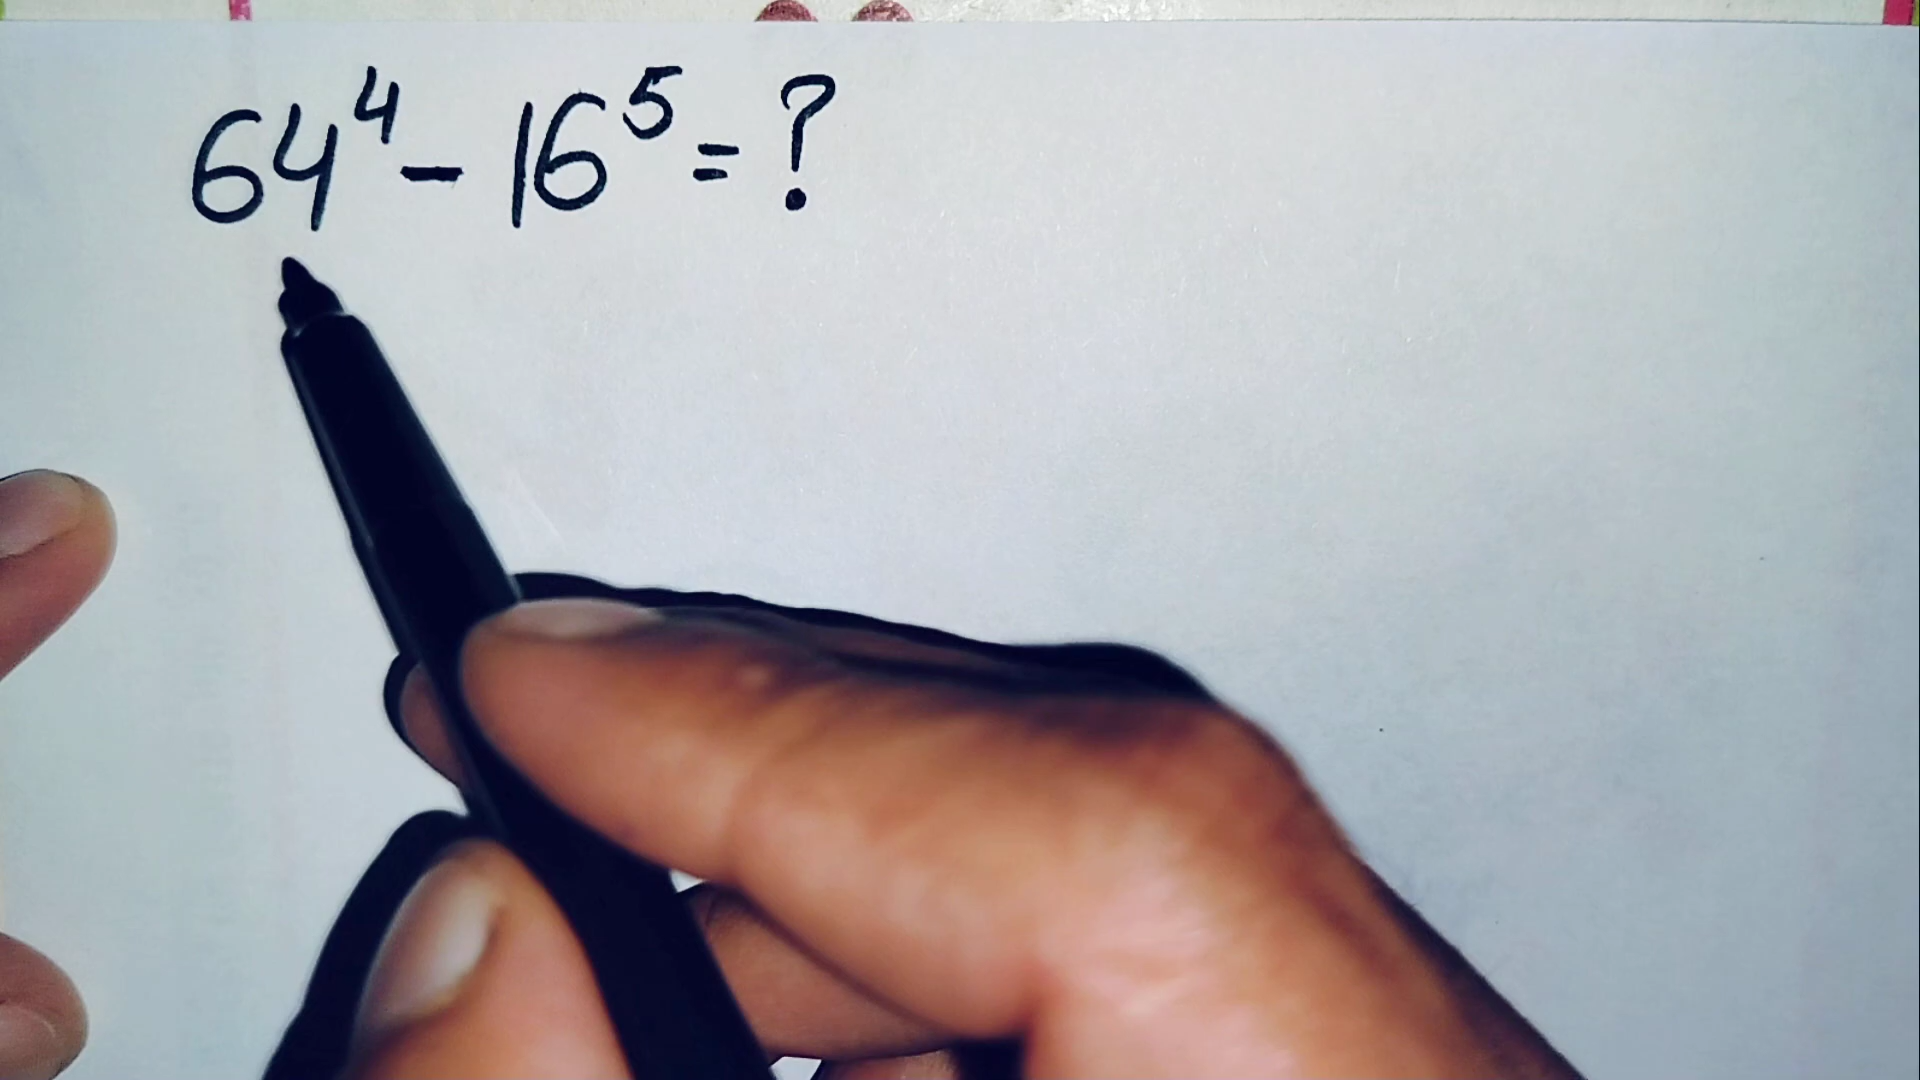 64⁴ - 16⁵ = ?